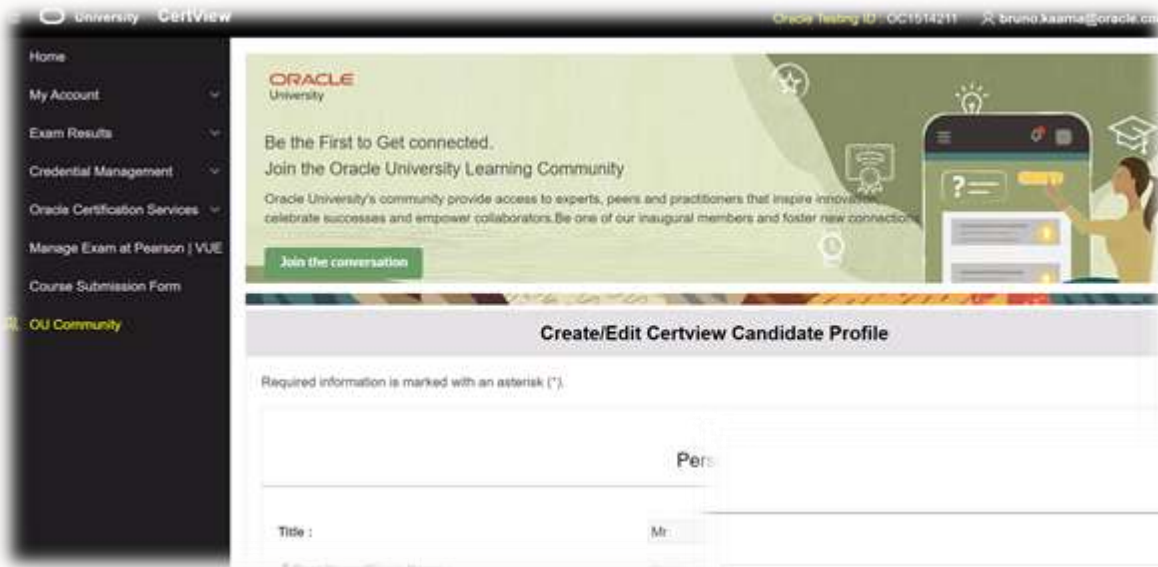 University CertView
Oracle Testing ID : OC1514211 bruno.kaama@oracle.co
Home
My Account
Exam Results
Credential Management
Oracle Certification Services
Manage Exam at Pearson | VUE
Course Submission Form
OU Community
ORACLE
University
Be the First to Get connected.
Join the Oracle University Learning Community
Oracle University's community provide access to experts, peers and practitioners that inspire innovation,
celebrate successes and empower collaborators.Be one of our inaugural members and foster new connections
Join the conversation
Create/Edit Certview Candidate Profile
Required information is marked with an asterisk (*).
Pers
Title :
Mr